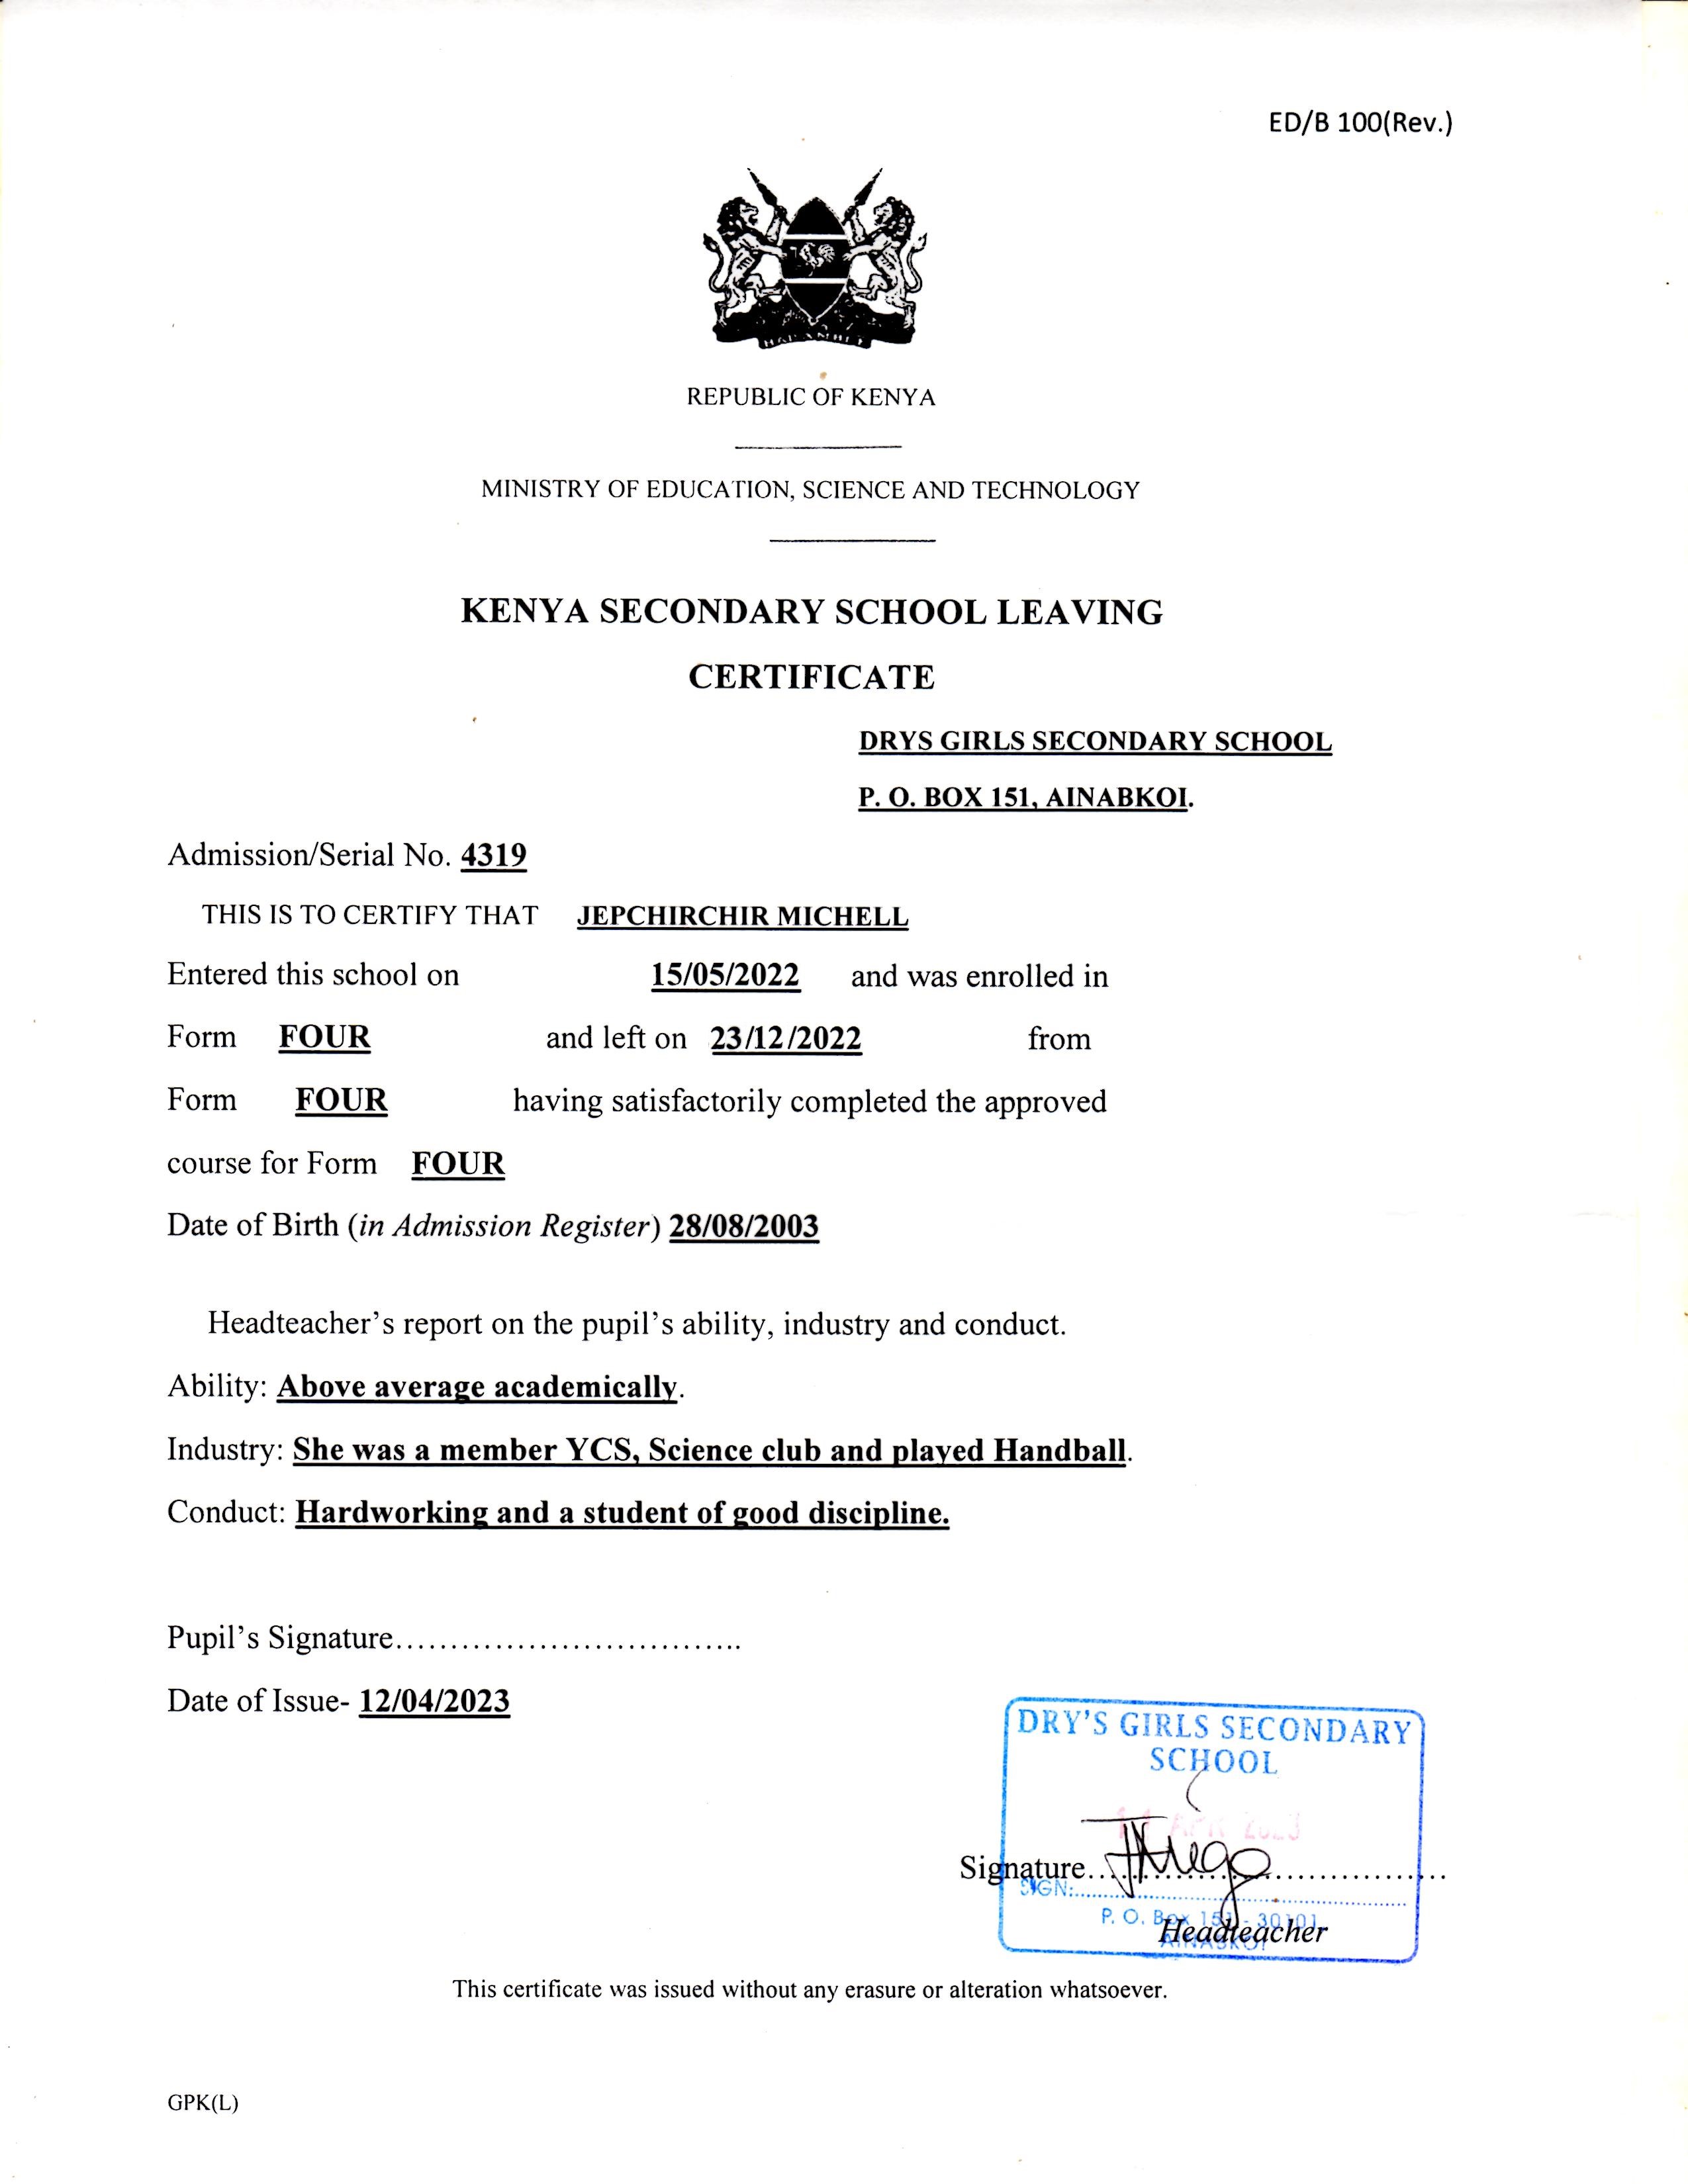 ED/B 100(Rev.)
HARAMBEE
REPUBLIC OF KENYA
MINISTRY OF EDUCATION, SCIENCE AND TECHNOLOGY
KENYA SECONDARY SCHOOL LEAVING
CERTIFICATE
DRYS GIRLS SECONDARY SCHOOL
P. O. BOX 151, AINABKOI.
Admission/Serial No. 4319
THIS IS TO CERTIFY THAT JEPCHIRCHIR MICHELL
Entered this school on 15/05/2022 and was enrolled in
Form FOUR and left on 23/12/2022 from
Form FOUR having satisfactorily completed the approved
course for Form FOUR
Date of Birth (in Admission Register) 28/08/2003
Headteacher's report on the pupil's ability, industry and conduct.
Ability: Above average academically.
Industry: She was a member YCS, Science club and played Handball.
Conduct: Hardworking and a student of good discipline.
Pupil's Signature.................................
Date of Issue- 12/04/2023
DRY'S GIRLS SECONDARY
SCHOOL
APR 2023
Signature....................................
SIGN:....................................
P. O. Box 151 - 30101
Headteacher
This certificate was issued without any erasure or alteration whatsoever.
GPK(L)